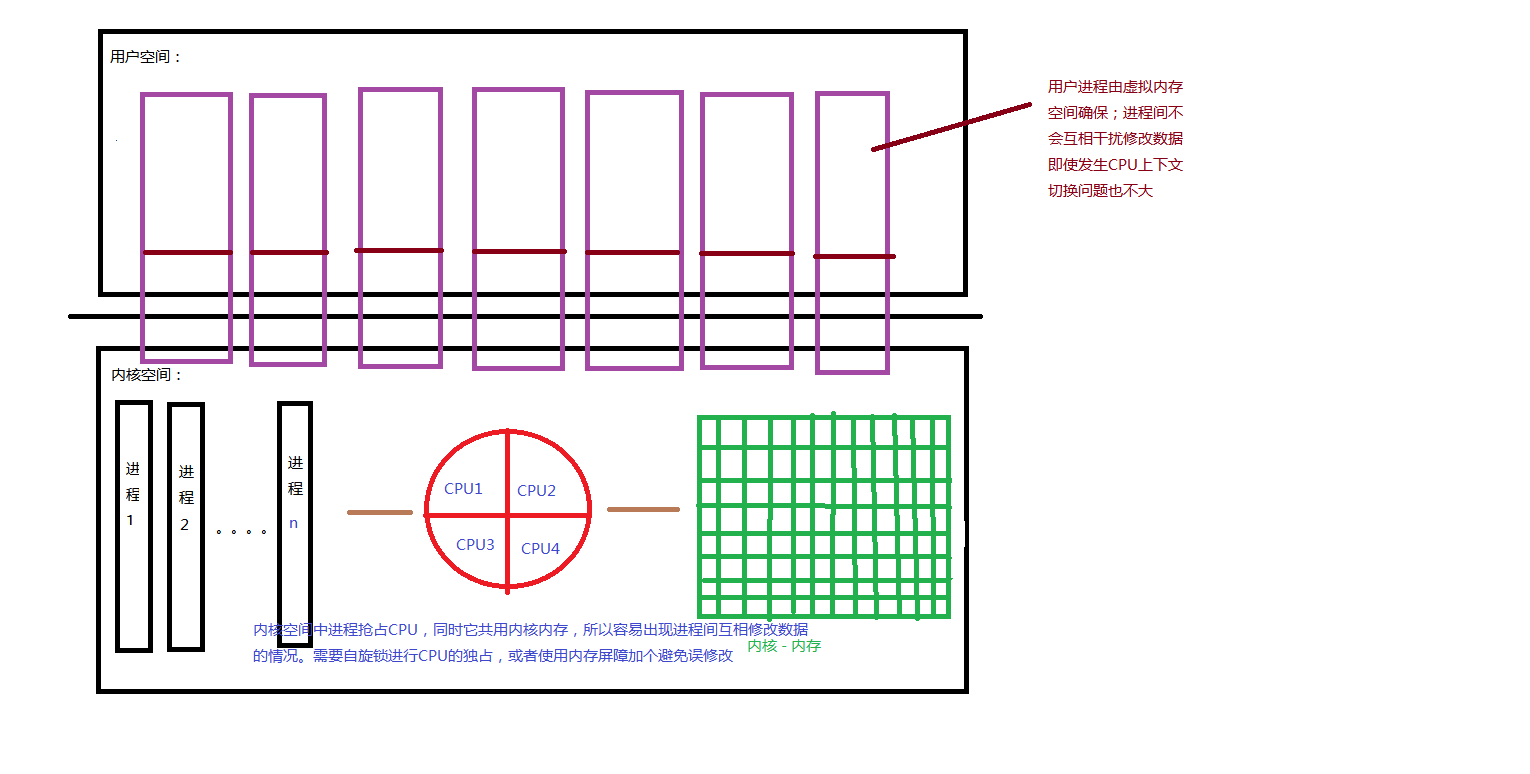 用户空间：
用户进程由虚拟内存
空间确保；进程间不
会互相干扰修改数据
即使发生CPU上下文
切换问题也不大
内核空间：
进
程
1
进
程
2
。。。。
进
程
n
CPU1
CPU2
CPU3
CPU4
内核空间中进程抢占CPU，同时它共用内核内存，所以容易出现进程间互相修改数据
的情况。需要自旋锁进行CPU的独占，或者使用内存屏障加个避免误修改
内核 - 内存